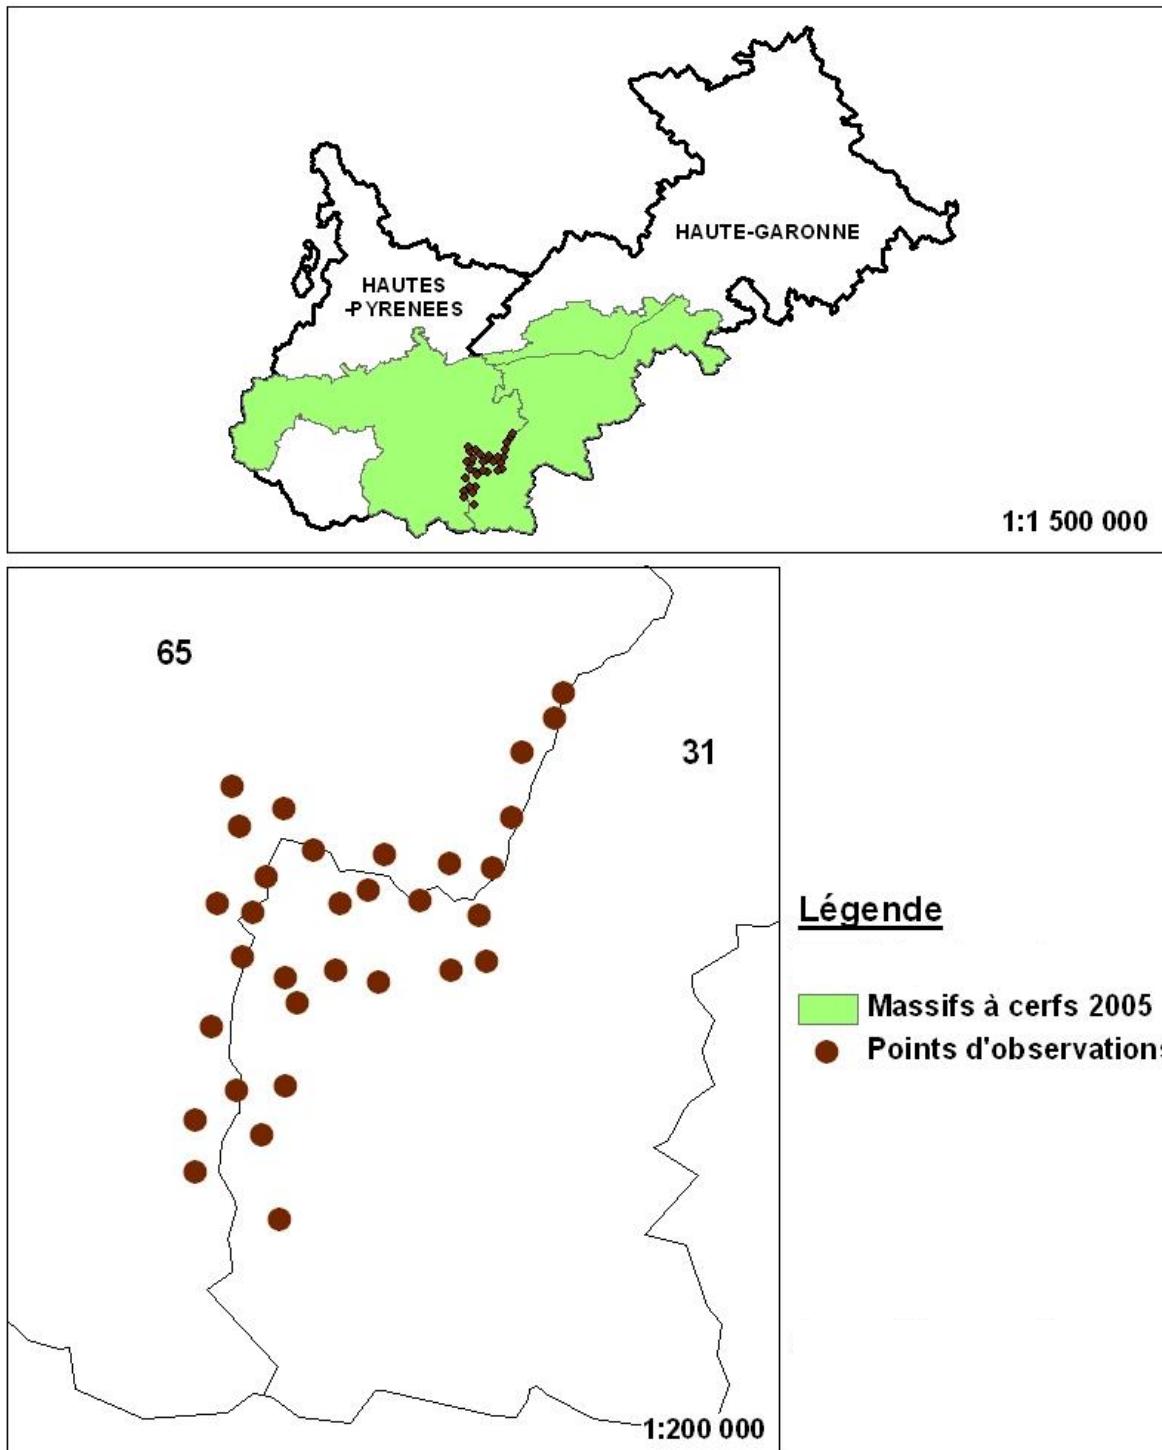 HAUTE-GARONNE
HAUTES
-PYRENEES
1:1 500 000
65
31
Légende
Massifs à cerfs 2005
Points d'observations
1:200 000